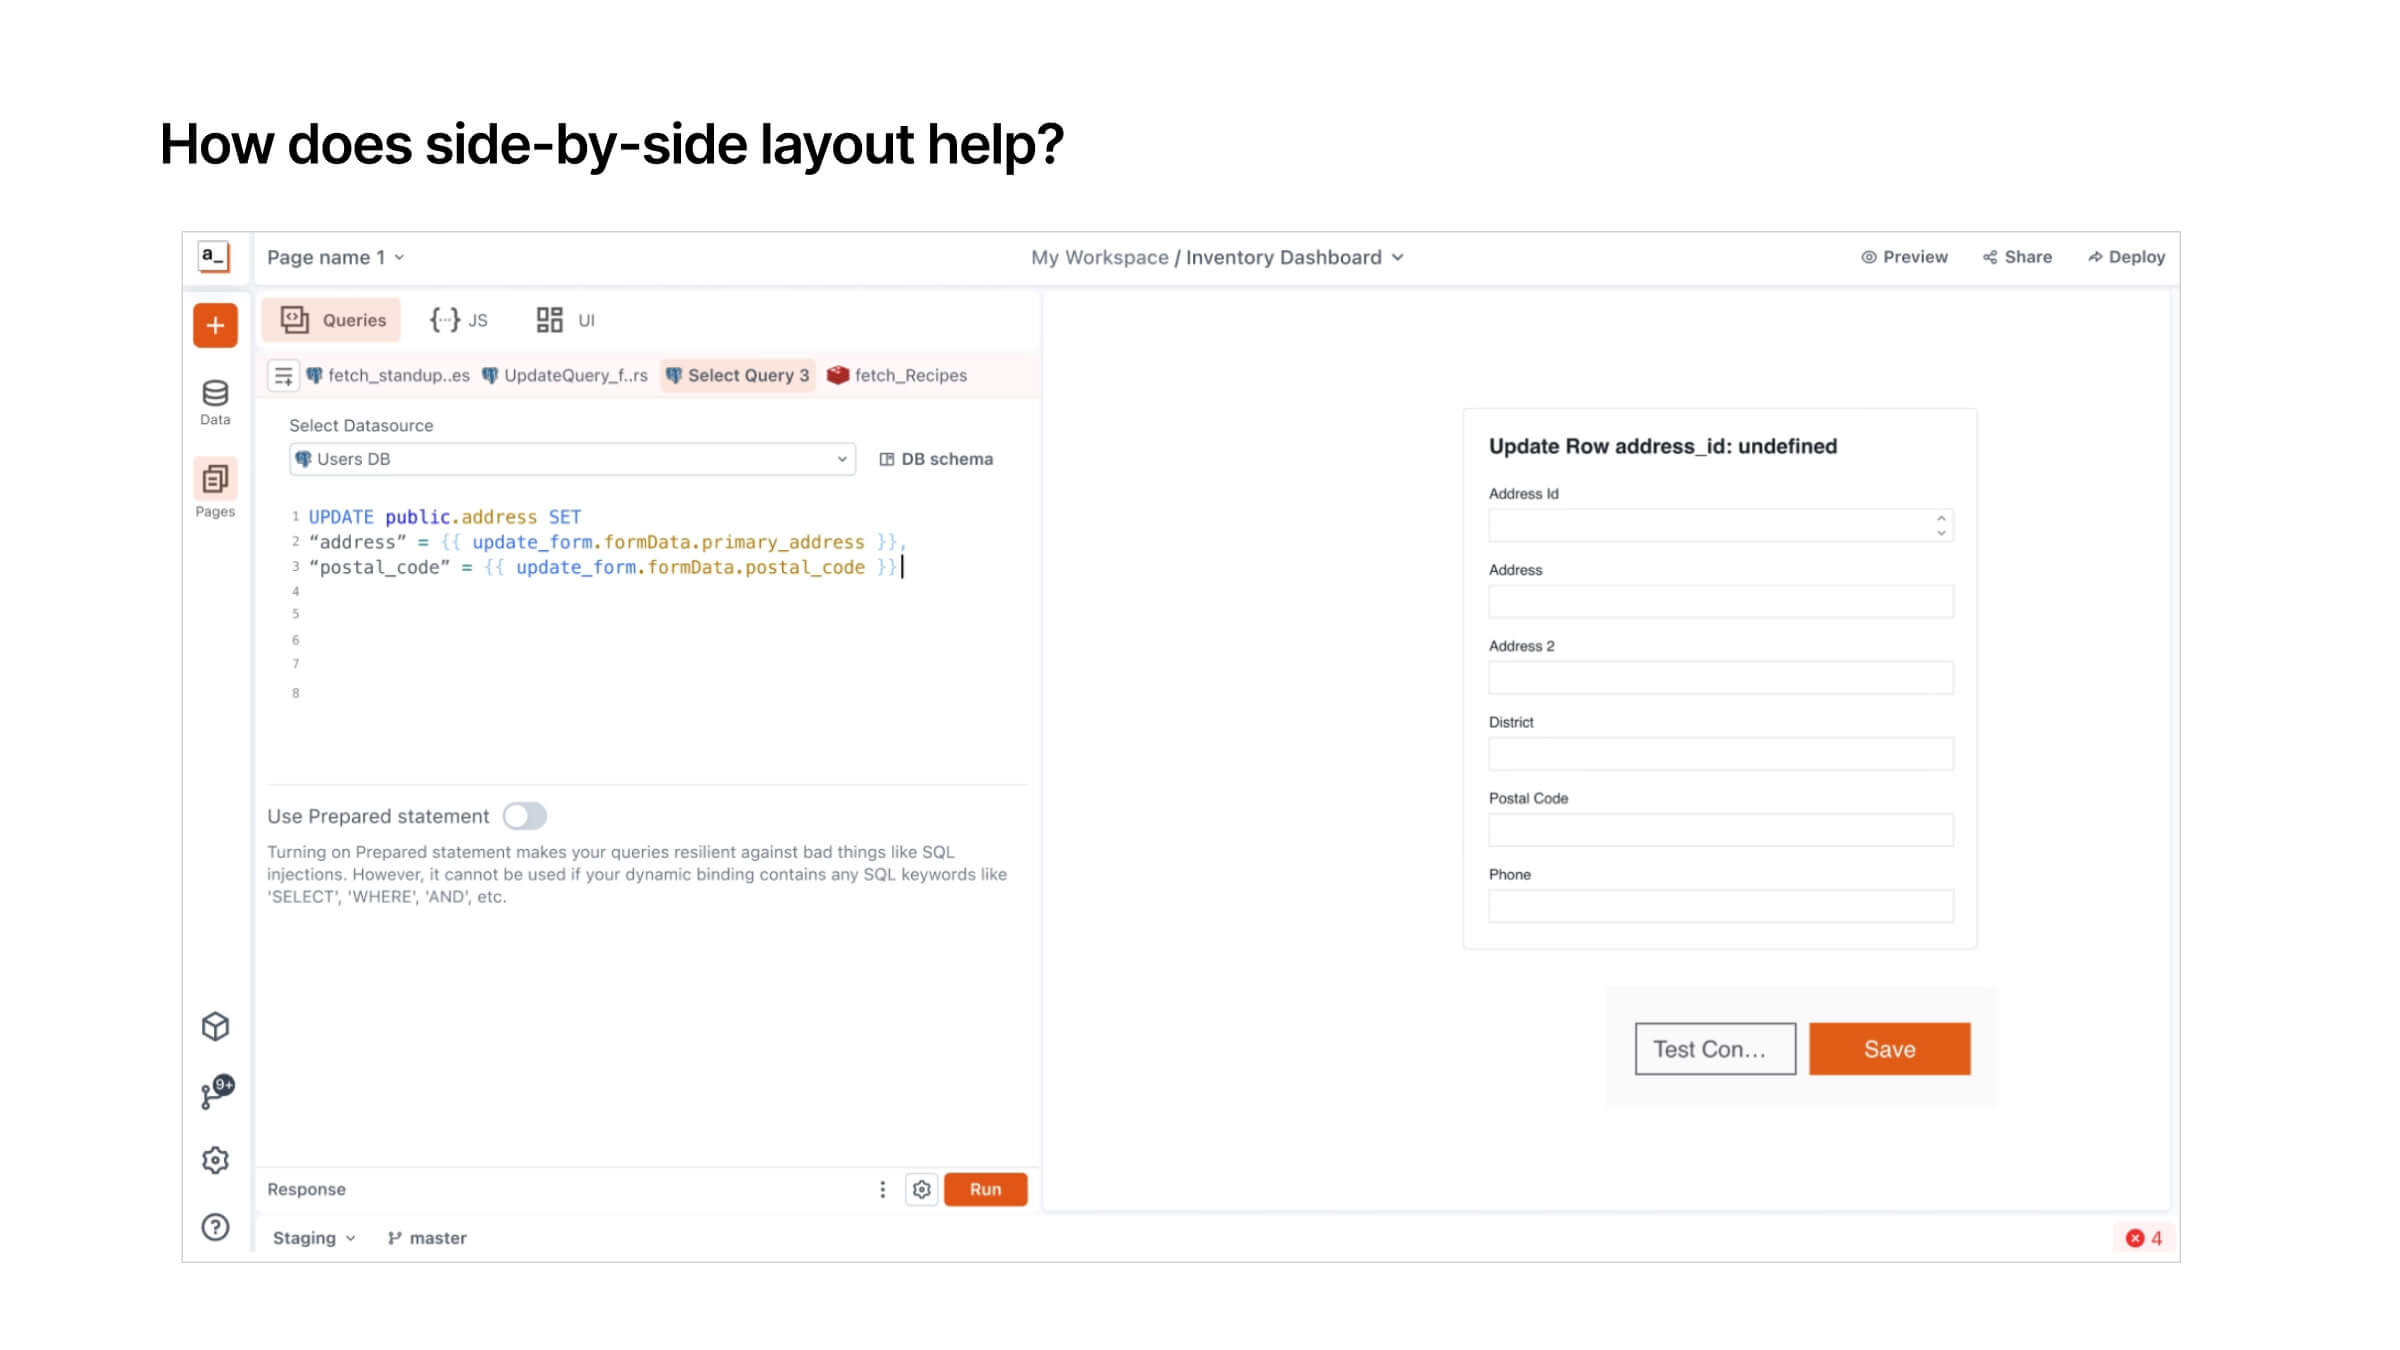 How does side-by-side layout help?
a_
Page name 1
My Workspace / Inventory Dashboard
Preview
Share
Deploy
Queries
{··} JS
UI
fetch_standup..es
UpdateQuery_f..rs
Select Query 3
fetch_Recipes
Data
Pages
Select Datasource
Users DB
DB schema
1 UPDATE public.address SET
2 “address” = {{ update_form.formData.primary_address }},
3 “postal_code” = {{ update_form.formData.postal_code }}
4
5
6
7
8
Use Prepared statement
Turning on Prepared statement makes your queries resilient against bad things like SQL
injections. However, it cannot be used if your dynamic binding contains any SQL keywords like
'SELECT', 'WHERE', 'AND', etc.
9+
Response
Run
Staging
master
Update Row address_id: undefined
Address Id
Address
Address 2
District
Postal Code
Phone
Test Con...
Save
4